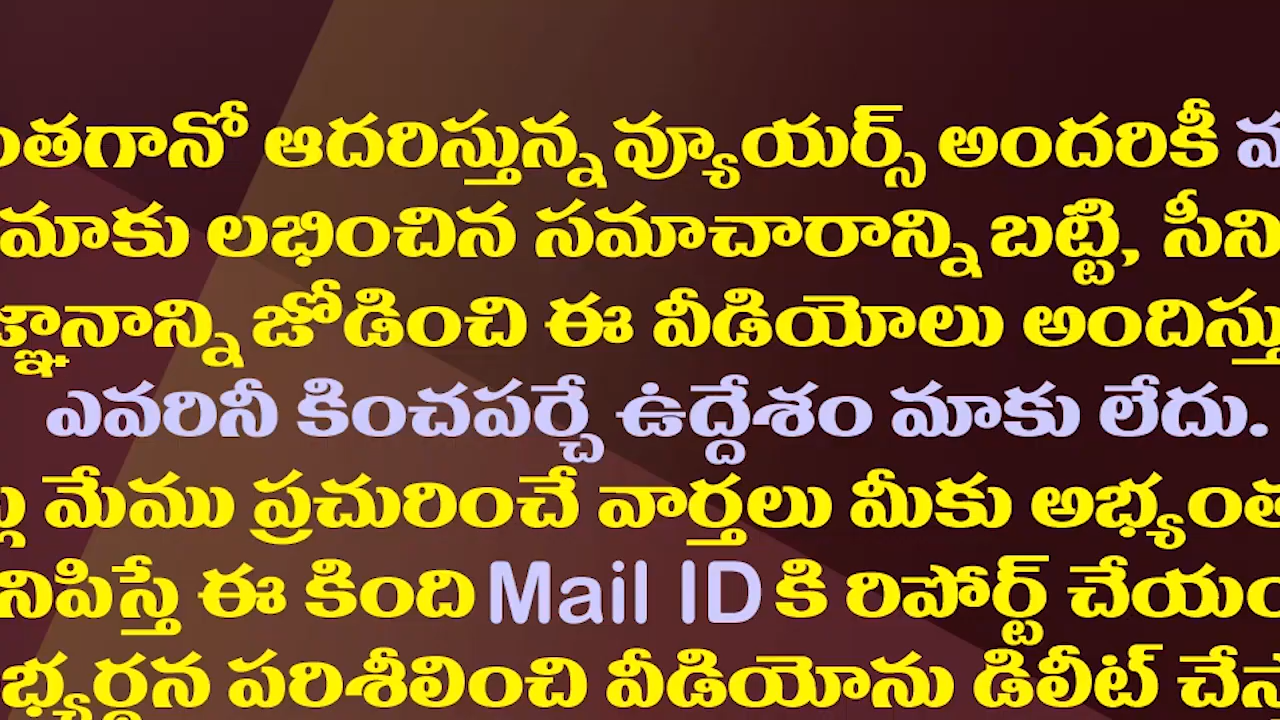 ఆదరిస్తున్న వ్యూయర్స్ అందరికీ
మాకు లభించిన సమాచారాన్ని బట్టి,
జోడించి ఈ వీడియోలు
ఎవరినీ కించపర్చే ఉద్దేశం మాకు లేదు.
మేము ప్రచురించే వార్తలు మీకు
ఈ కింది Mail ID కి రిపోర్ట్
పరిశీలించి వీడియోను డిలీట్